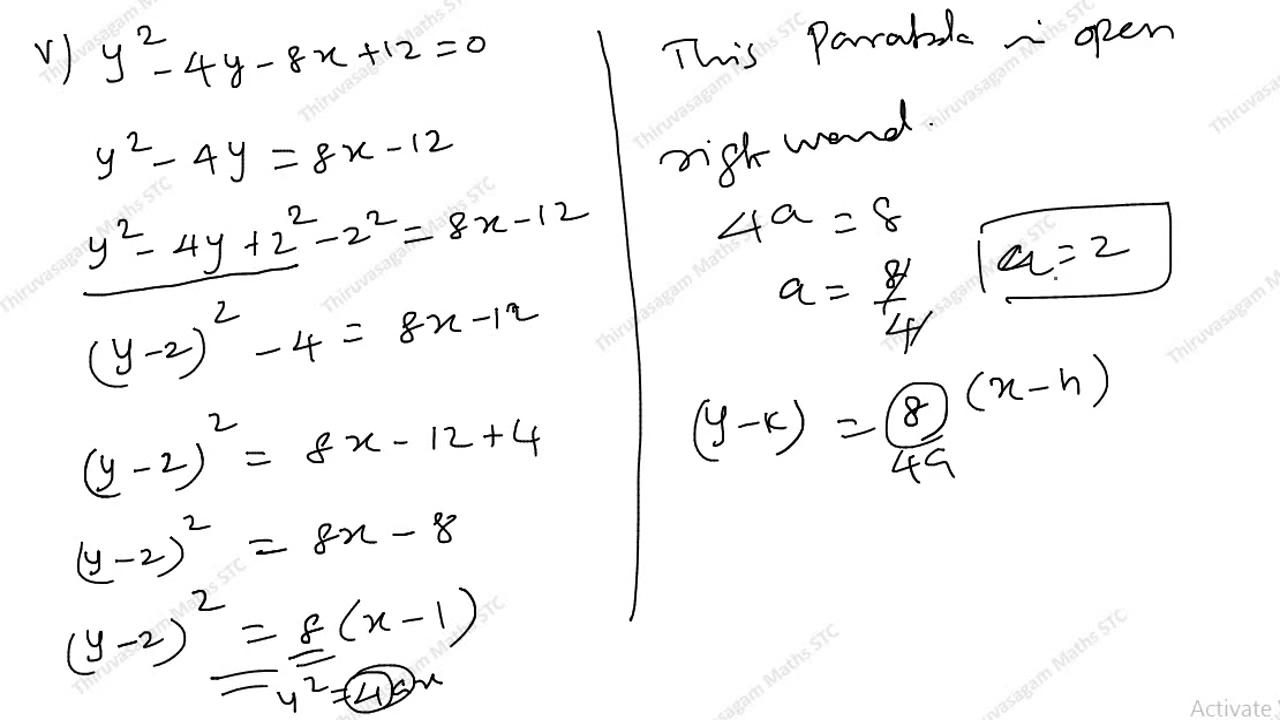 v) y² - 4y - 8x + 12 = 0
y² - 4y = 8x - 12
y² - 4y + 2² - 2² = 8x - 12
(y - 2)² - 4 = 8x - 12
(y - 2)² = 8x - 12 + 4
(y - 2)² = 8x - 8
(y - 2)² = 8(x - 1)
y² = 4ax
This Parabola is open
right ward.
4a = 8
a = 8/4
a = 2
(y - k) = 8 (x - h)
4a
Thiruvasagam Maths STC
Activate